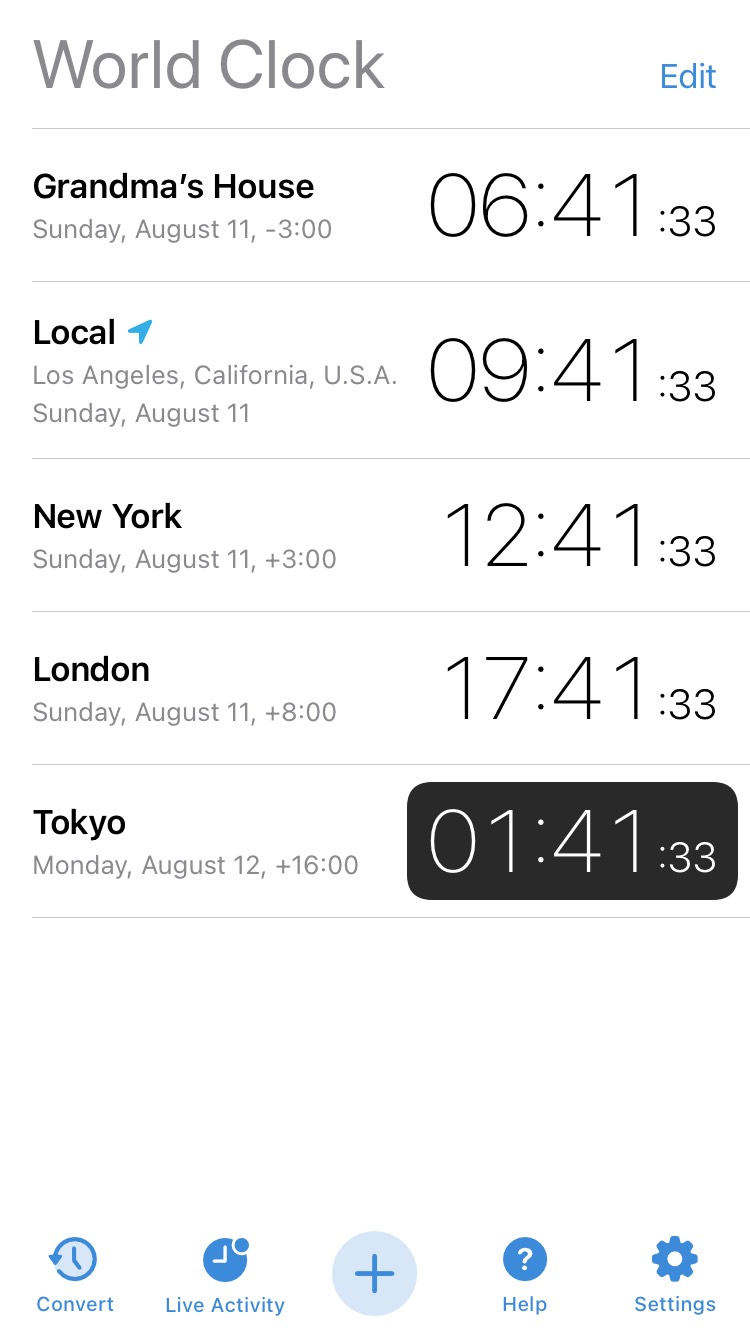 World Clock
Edit
Grandma’s House
Sunday, August 11, -3:00
06:41:33
Local
Los Angeles, California, U.S.A.
Sunday, August 11
09:41:33
New York
Sunday, August 11, +3:00
12:41:33
London
Sunday, August 11, +8:00
17:41:33
Tokyo
Monday, August 12, +16:00
01:41:33
Convert
Live Activity
Help
Settings